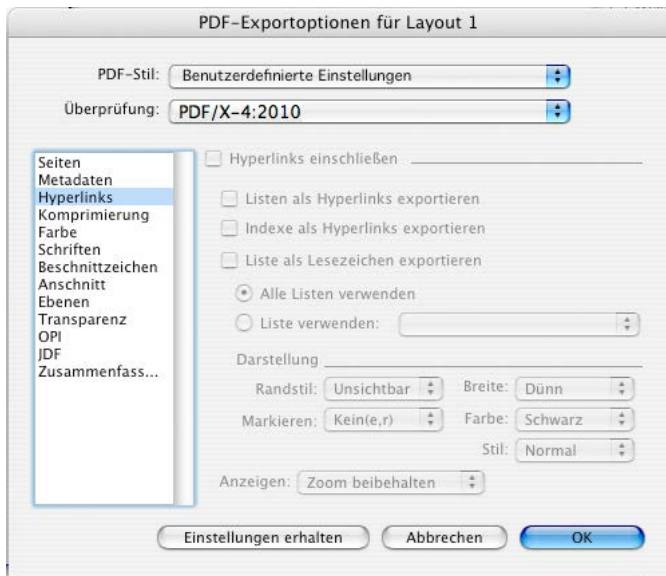 PDF-Exportoptionen für Layout 1
PDF-Stil: Benutzerdefinierte Einstellungen
Überprüfung: PDF/X-4:2010
Seiten
Metadaten
Hyperlinks
Komprimierung
Farbe
Schriften
Beschnittzeichen
Anschnitt
Ebenen
Transparenz
OPI
JDF
Zusammenfass...
Hyperlinks einschließen
Listen als Hyperlinks exportieren
Indexe als Hyperlinks exportieren
Liste als Lesezeichen exportieren
Alle Listen verwenden
Liste verwenden:
Darstellung
Randstil: Unsichtbar Breite: Dünn
Markieren: Kein(e,r) Farbe: Schwarz
Stil: Normal
Anzeigen: Zoom beibehalten
Einstellungen erhalten Abbrechen OK